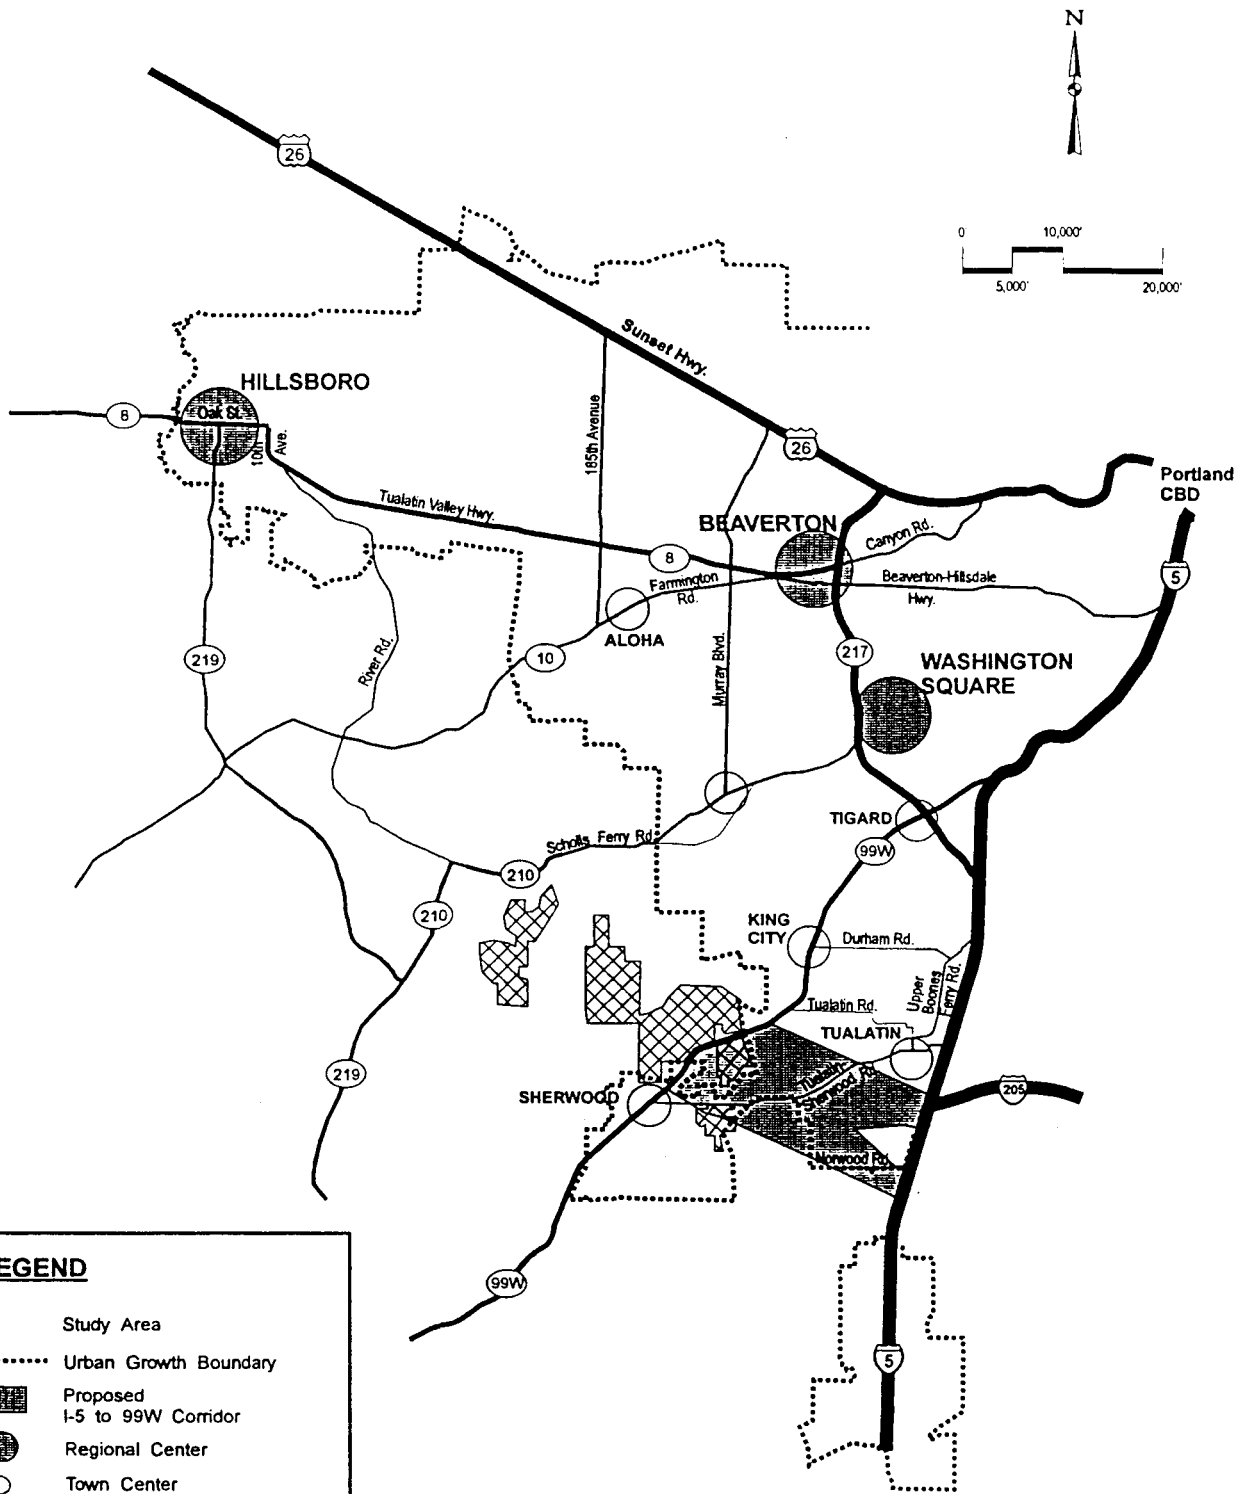 N
26
0
10,000'
5,000'
20,000'
Sunset Hwy.
HILLSBORO
8
Oak St.
10th
Ave.
185th Avenue
26
Portland
CBD
Tualatin Valley Hwy.
BEAVERTON
Canyon Rd.
8
Farmington
Rd.
Beaverton-Hillsdale
Hwy.
5
ALOHA
219
River Rd.
10
Murray Blvd.
217
WASHINGTON
SQUARE
TIGARD
Scholls Ferry Rd.
99W
210
210
KING
CITY
Durham Rd.
Upper
Boones
Ferry Rd.
Tualatin Rd.
TUALATIN
219
SHERWOOD
Tualatin
Sherwood Rd.
205
Norwood Rd.
99W
5
EGEND
Study Area
Urban Growth Boundary
Proposed
I-5 to 99W Corridor
Regional Center
Town Center